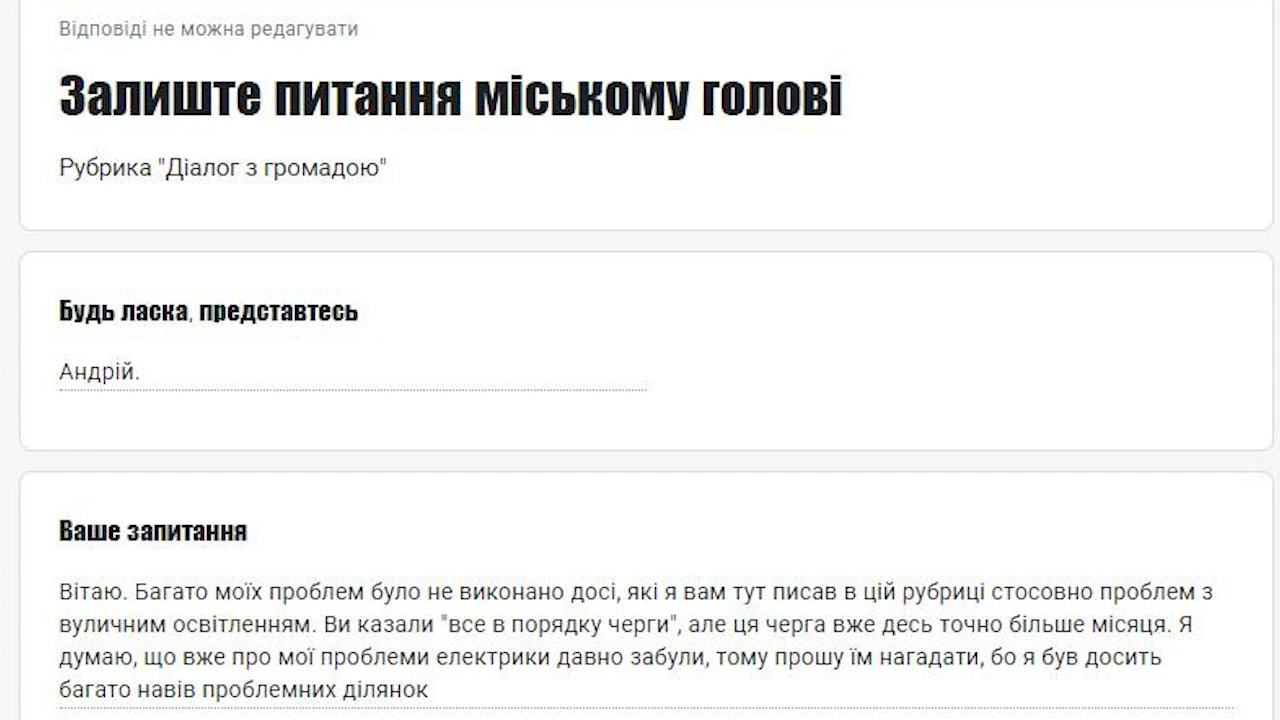 Відповіді не можна редагувати
Залиште питання міському голові
Рубрика "Діалог з громадою"
Будь ласка, представтесь
Андрій.
Ваше запитання
Вітаю. Багато моїх проблем було не виконано досі, які я вам тут писав в цій рубриці стосовно проблем з
вуличним освітленням. Ви казали "все в порядку черги", але ця черга вже десь точно більше місяця. Я
думаю, що вже про мої проблеми електрики давно забули, тому прошу їм нагадати, бо я був досить
багато навів проблемних ділянок